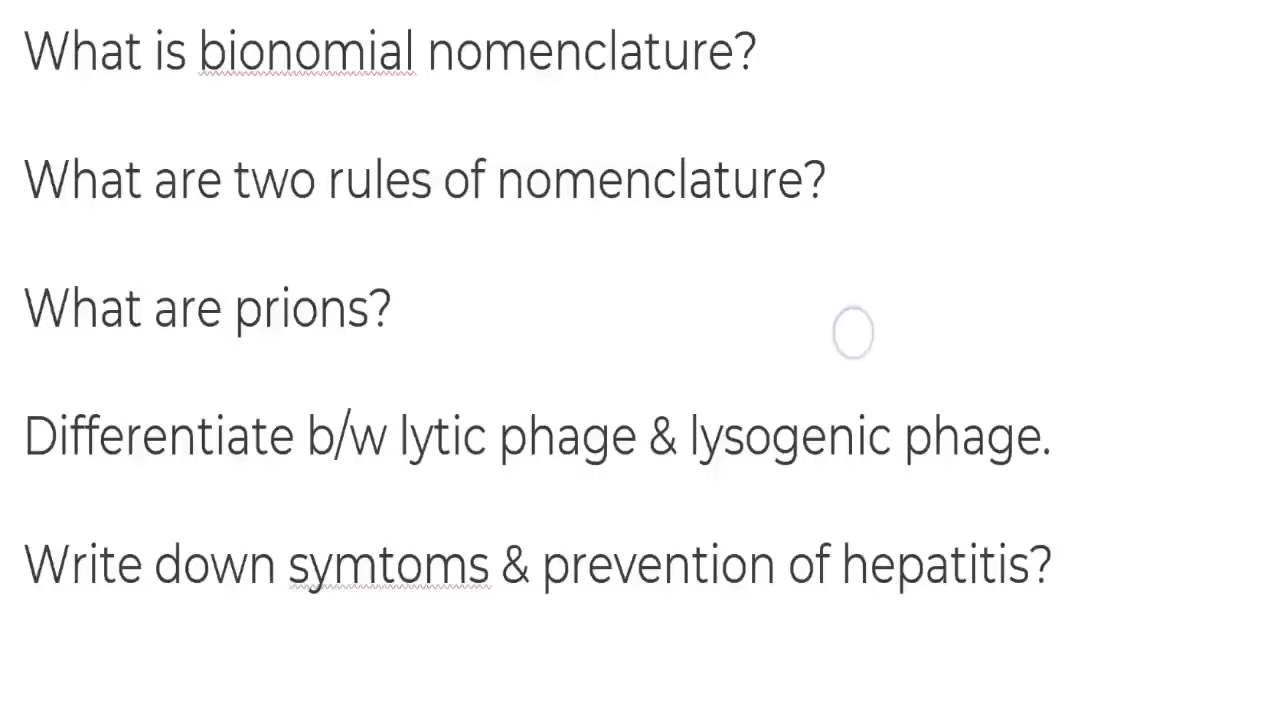 What is bionomial nomenclature?
What are two rules of nomenclature?
What are prions?
Differentiate b/w lytic phage & lysogenic phage.
Write down symtoms & prevention of hepatitis?